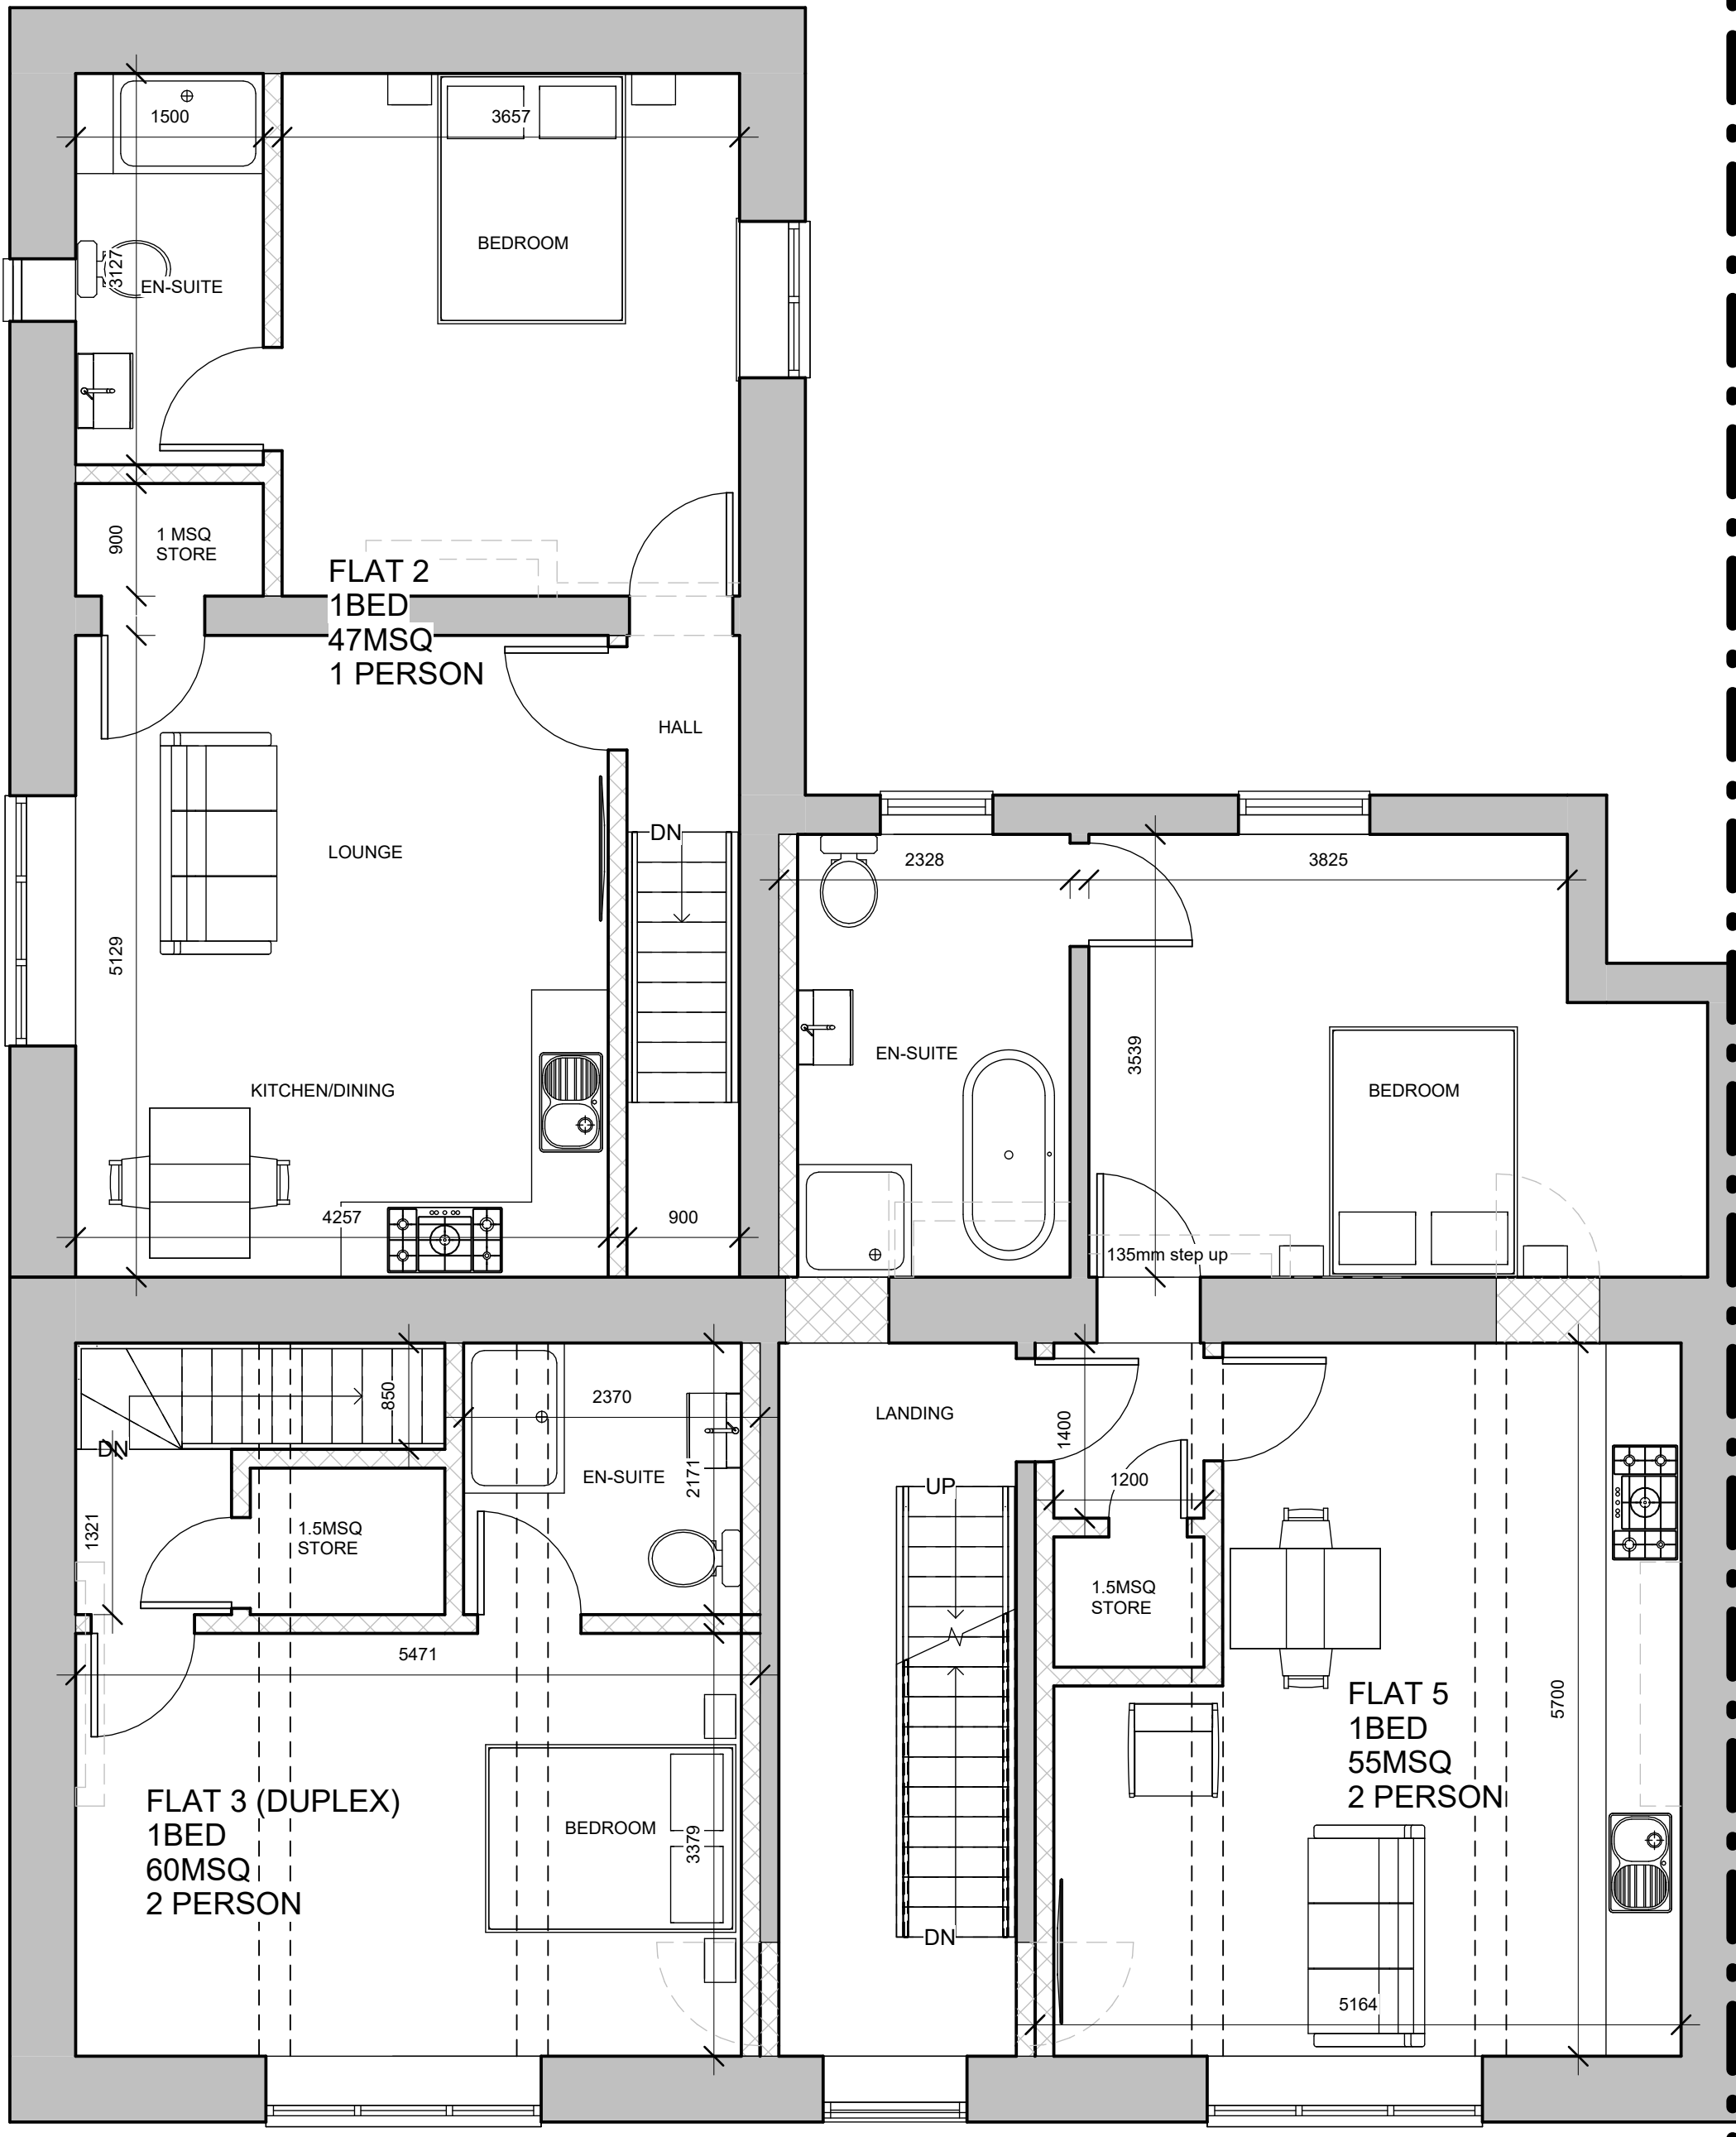 1500
3657
BEDROOM
3127
EN-SUITE
900
1 MSQ
STORE
FLAT 2
1BED
47MSQ
1 PERSON
HALL
DN
LOUNGE
5129
KITCHEN/DINING
4257
900
2328
3825
EN-SUITE
3539
BEDROOM
135mm step up
850
DN
1321
1.5MSQ
STORE
2370
EN-SUITE
2171
5471
FLAT 3 (DUPLEX)
1BED
60MSQ
2 PERSON
BEDROOM
3379
LANDING
UP
DN
1400
1200
1.5MSQ
STORE
FLAT 5
1BED
55MSQ
2 PERSON
5700
5164